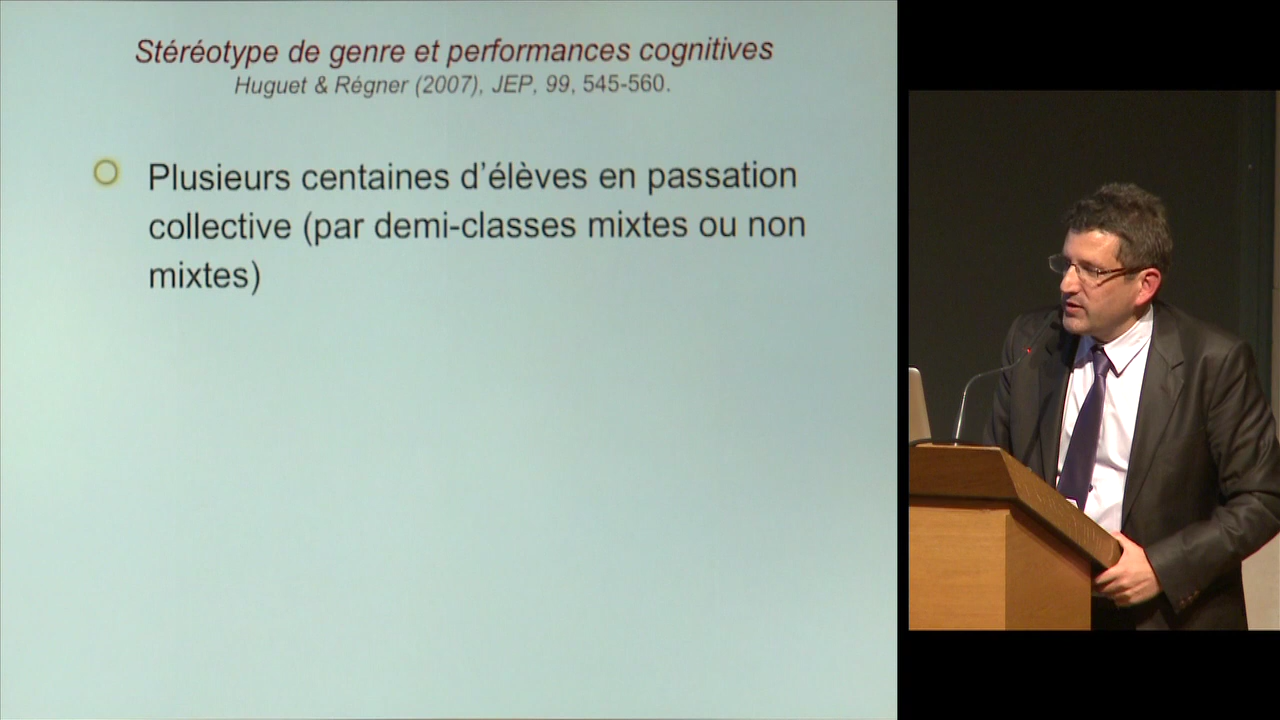 Stéréotype de genre et performances cognitives
Huguet & Régner (2007), JEP, 99, 545-560.
Plusieurs centaines d’élèves en passation
collective (par demi-classes mixtes ou non
mixtes)